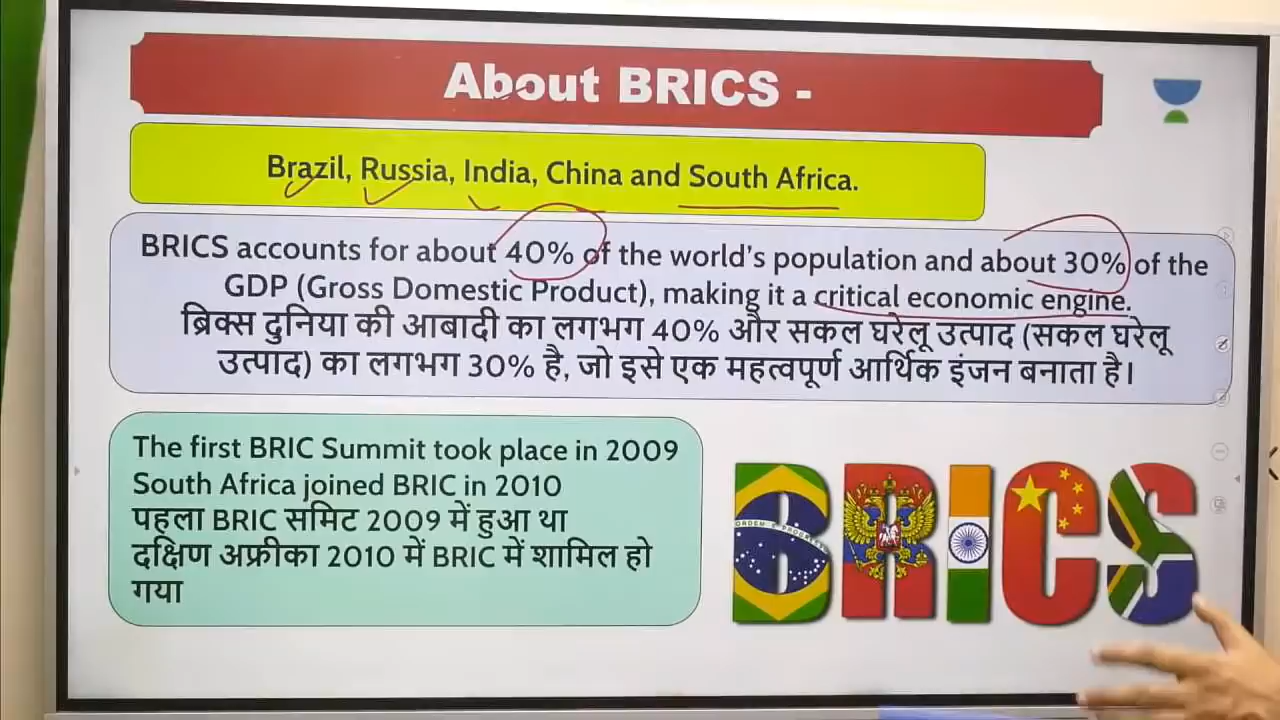 About BRICS -
Brazil, Russia, India, China and South Africa.
BRICS accounts for about 40% of the world's population and about 30% of the
GDP (Gross Domestic Product), making it a critical economic engine.
ब्रिक्स दुनिया की आबादी का लगभग 40% और सकल घरेलू उत्पाद (सकल घरेलू
उत्पाद) का लगभग 30% है, जो इसे एक महत्वपूर्ण आर्थिक इंजन बनाता है।
The first BRIC Summit took place in 2009
South Africa joined BRIC in 2010
पहला BRIC समिट 2009 में हुआ था
दक्षिण अफ्रीका 2010 में BRIC में शामिल हो
गया
BRICS